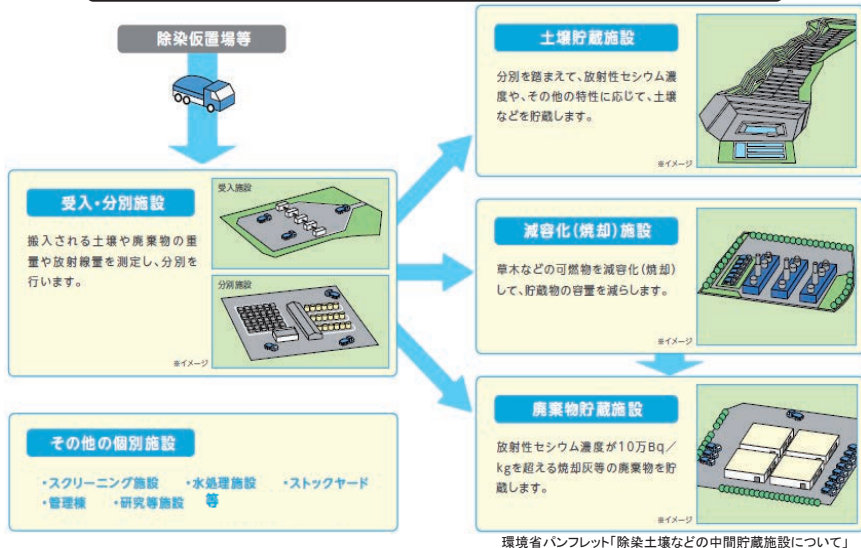 除染仮置場等
受入・分別施設
搬入される土壌や廃棄物の重
量や放射線量を測定し、分別を
行います。
受入施設
分別施設
※イメージ
土壌貯蔵施設
分別を踏まえて、放射性セシウム濃
度や、その他の特性に応じて、土壌
などを貯蔵します。
※イメージ
減容化(焼却)施設
草木などの可燃物を減容化(焼却)
して、貯蔵物の容量を減らします。
※イメージ
廃棄物貯蔵施設
放射性セシウム濃度が10万Bq/
kgを超える焼却灰等の廃棄物を貯
蔵します。
※イメージ
その他の個別施設
・スクリーニング施設 ・水処理施設 ・ストックヤード
・管理棟 ・研究等施設 等
環境省パンフレット「除染土壌などの中間貯蔵施設について」